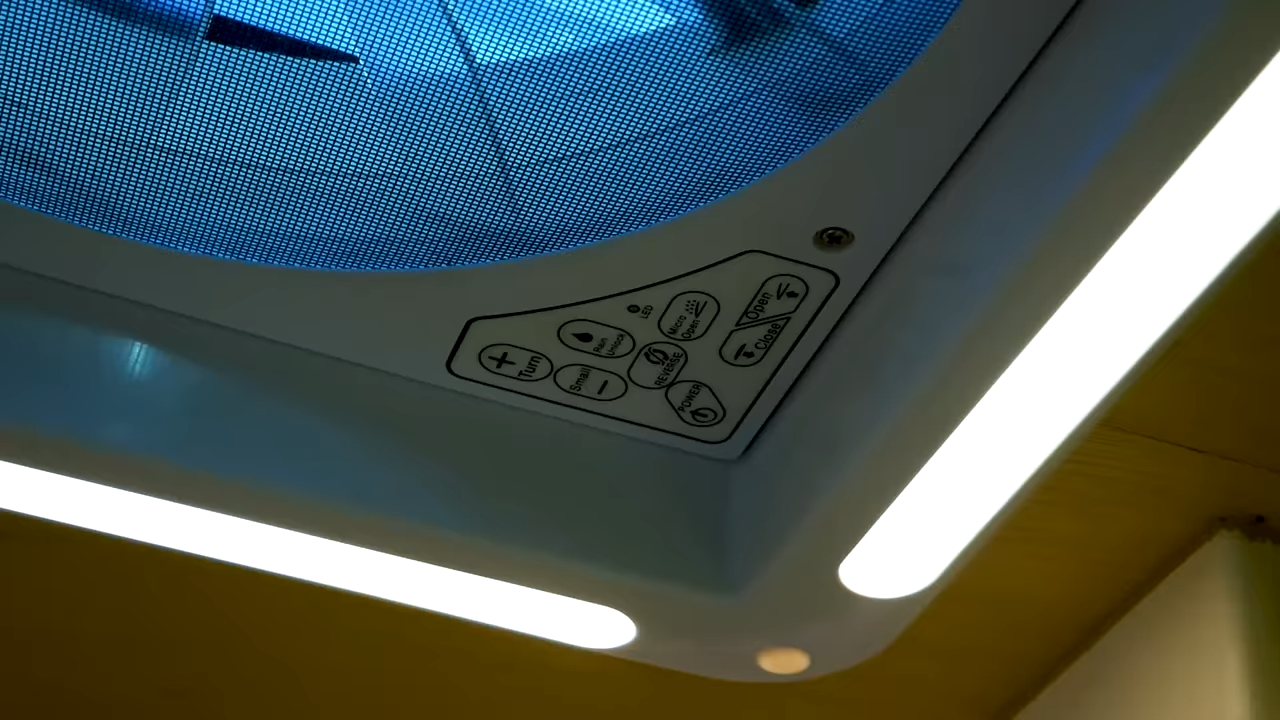 +
Turn
Rain
Unlock
Small
−
LED
Micro
Open
REVERSE
POWER
Open
Close